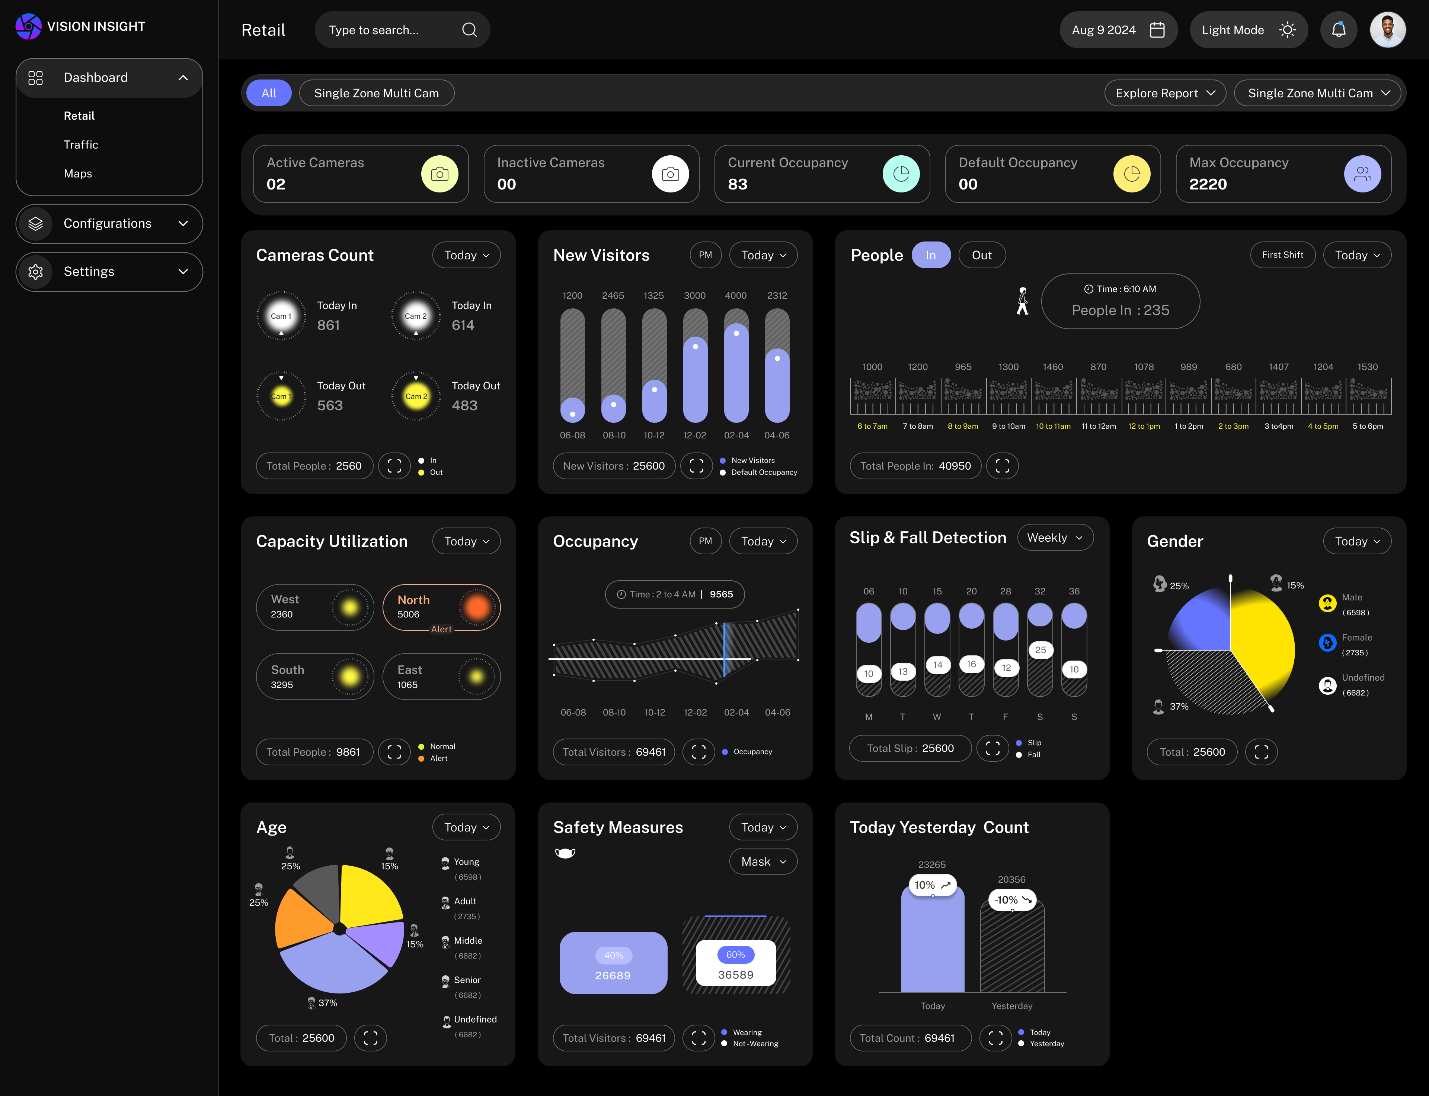 VISION INSIGHT
Dashboard
Retail
Traffic
Maps
Configurations
Settings
Retail
Type to search...
Aug 9 2024
Light Mode
All
Single Zone Multi Cam
Explore Report
Single Zone Multi Cam
Active Cameras
02
Inactive Cameras
00
Current Occupancy
83
Default Occupancy
00
Max Occupancy
2220
Cameras Count
Today
Cam 1
Today In
861
Cam 2
Today In
614
Cam 1
Today Out
563
Cam 2
Today Out
483
Total People : 2560
In
Out
New Visitors
PM
Today
1200 2465 1325 3000 4000 2312
06-08 08-10 10-12 12-02 02-04 04-06
New Visitors : 25600
New Visitors
Default Occupancy
People
In
Out
First Shift
Today
Time : 6:10 AM
People In : 235
1000 1200 965 1300 1460 870 1078 989 680 1407 1204 1530
6 to 7am 7 to 8am 8 to 9am 9 to 10am 10 to 11am 11 to 12am 12 to 1pm 1 to 2pm 2 to 3pm 3 to4pm 4 to 5pm 5 to6pm
Total People In: 40950
Capacity Utilization
Today
West
2360
North
5006
Alert
South
3295
East
1065
Total People : 9861
Normal
Alert
Occupancy
PM
Today
Time : 2 to 4 AM | 9565
06-08 08-10 10-12 12-02 02-04 04-06
Total Visitors : 69461
Occupancy
Slip & Fall Detection
Weekly
06 10 15 20 28 32 36
10 13 14 16 12 25 10
M T W T F S S
Total Slip : 25600
Slip
Fall
Gender
Today
25%
15%
37%
Male
( 6598 )
Female
( 2735 )
Undefined
( 6682 )
Total : 25600
Age
Today
25%
15%
25%
15%
37%
Young
( 6598 )
Adult
( 2735 )
Middle
( 6682 )
Senior
( 6682 )
Undefined
( 6682 )
Total : 25600
Safety Measures
Today
Mask
40%
26689
60%
36589
Total Visitors : 69461
Wearing
Not -Wearing
Today Yesterday Count
23265
10%
20356
-10%
Today
Yesterday
Total Count : 69461
Today
Yesterday